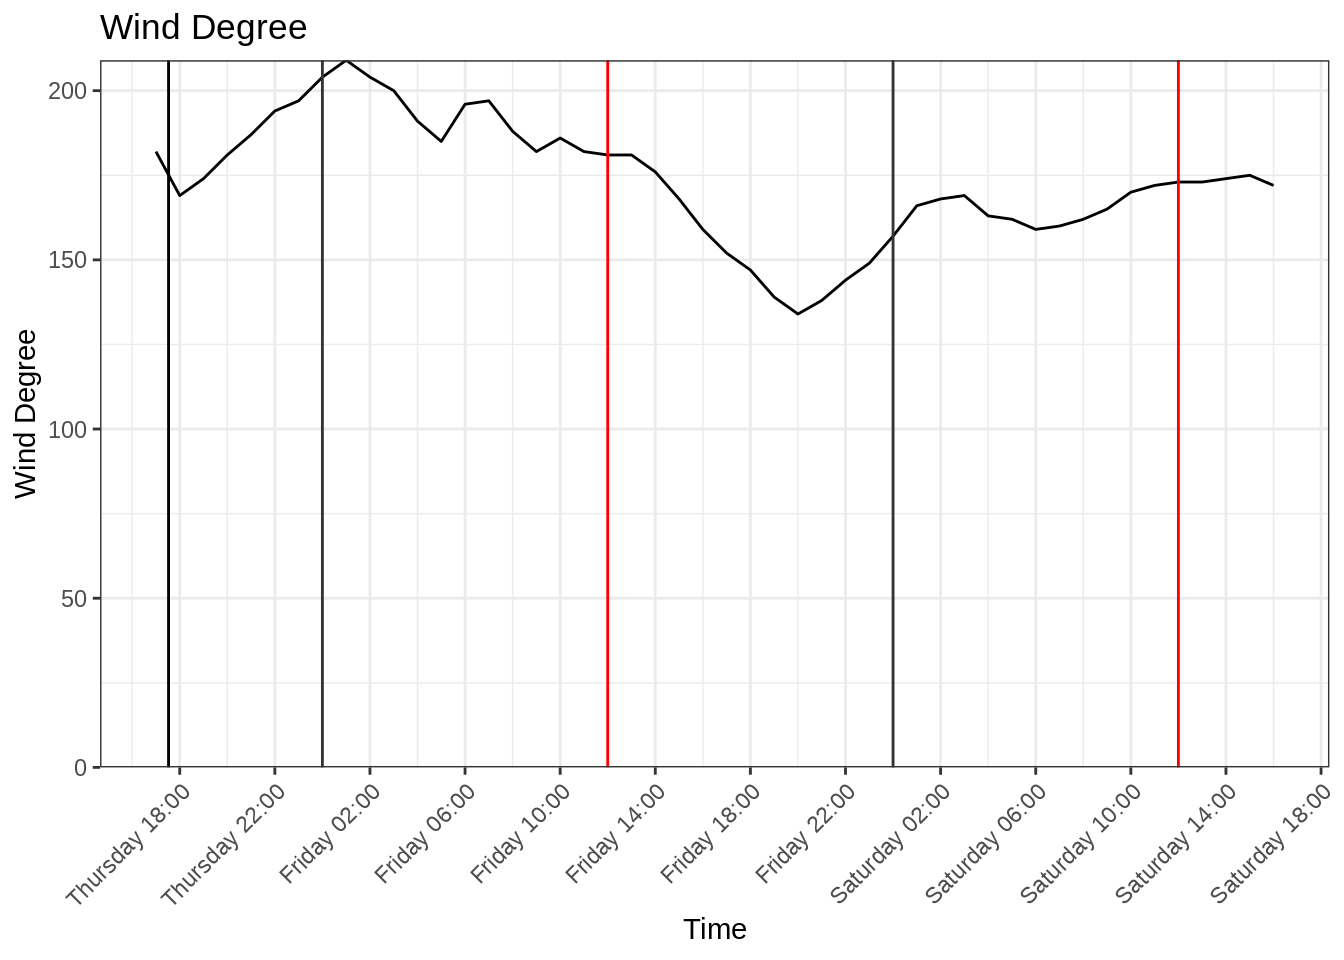 Wind Degree
Wind Degree
200
150
100
50
0
Thursday 18:00
Thursday 22:00
Friday 02:00
Friday 06:00
Friday 10:00
Friday 14:00
Friday 18:00
Friday 22:00
Saturday 02:00
Saturday 06:00
Saturday 10:00
Saturday 14:00
Saturday 18:00
Time